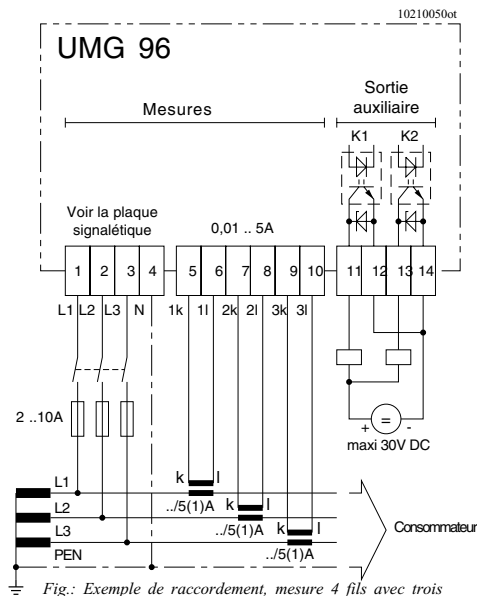 10210050ot
UMG 96
Sortie
auxiliaire
Mesures
K1 K2
Voir la plaque
signalétique
0,01 .. 5A
1 2 3 4 5 6 7 8 9 10 11 12 13 14
L1 L2 L3 N 1k 1l 2k 2l 3k 3l
2 ..10A
+ = -
maxi 30V DC
L1 k l
../5(1)A
L2 k l
../5(1)A
Consommateur
L3 k l
../5(1)A
PEN
Fig.: Exemple de raccordement, mesure 4 fils avec trois